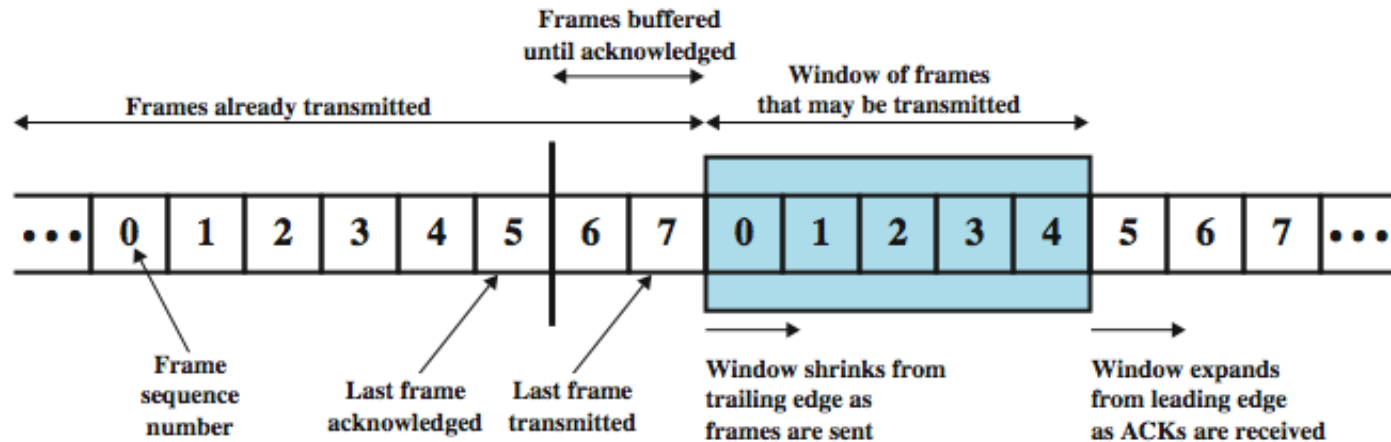 Frames buffered
until acknowledged
Window of frames
that may be transmitted
Frames already transmitted
••• 0 1 2 3 4 5 6 7 0 1 2 3 4 5 6 7 •••
Frame
sequence
number
Last frame
acknowledged
Last frame
transmitted
Window shrinks from
trailing edge as
frames are sent
Window expands
from leading edge
as ACKs are received